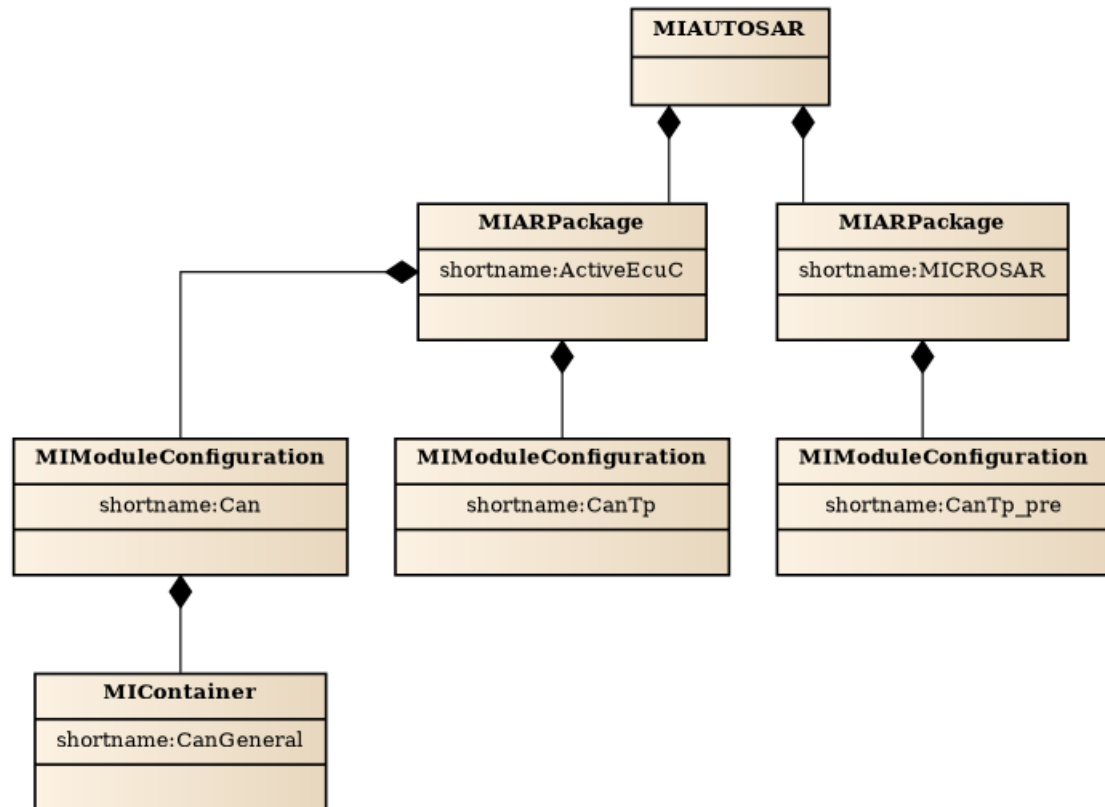 MIAUTOSAR
MIARPackage
shortname:ActiveEcuC
MIARPackage
shortname:MICROSAR
MIModuleConfiguration
shortname:Can
MIModuleConfiguration
shortname:CanTp
MIModuleConfiguration
shortname:CanTp_pre
MIContainer
shortname:CanGeneral